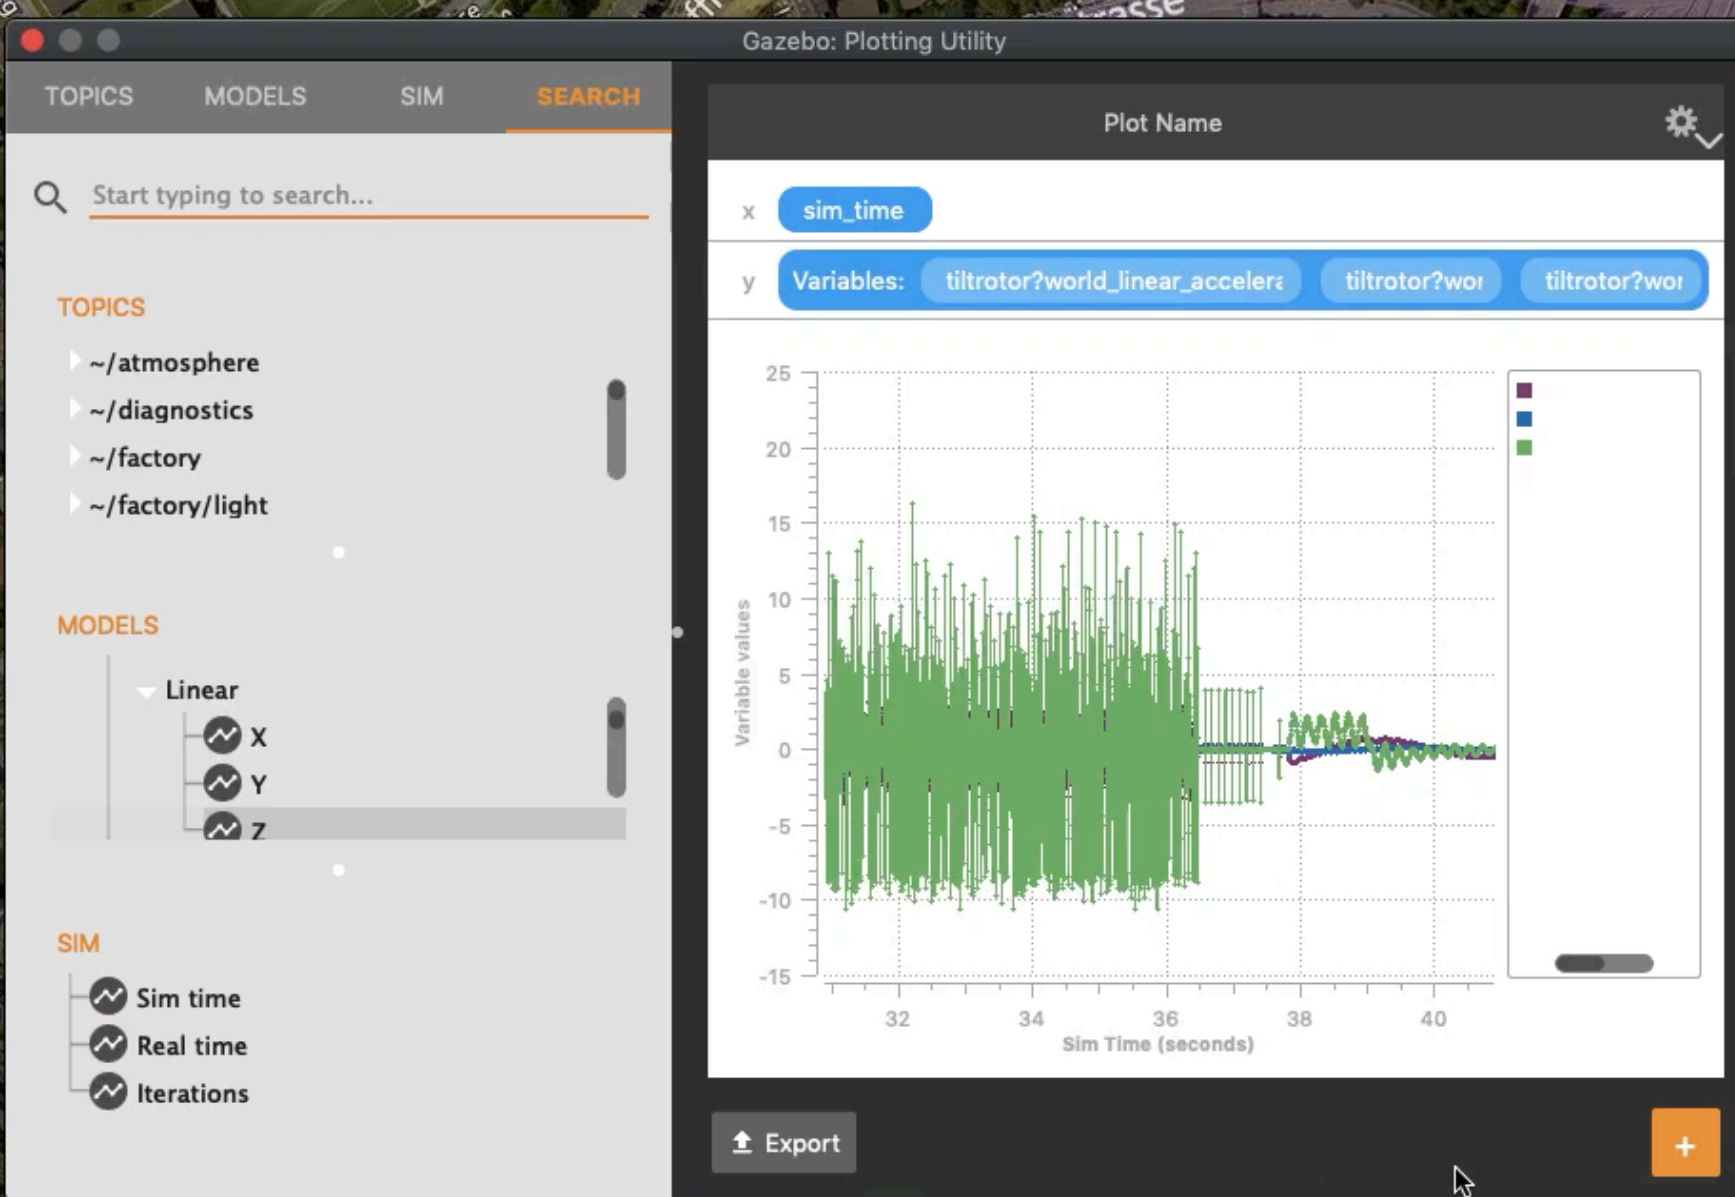 strasse
Gazebo: Plotting Utility
TOPICS MODELS SIM SEARCH
Start typing to search...
TOPICS
~/atmosphere
~/diagnostics
~/factory
~/factory/light
MODELS
Linear
X
Y
Z
SIM
Sim time
Real time
Iterations
Plot Name
x sim_time
y Variables: tiltrotor?world_linear_accelera tiltrotor?wor tiltrotor?wor
25
20
15
10
5
0
-5
-10
-15
Variable values
32 34 36 38 40
Sim Time (seconds)
Export
+